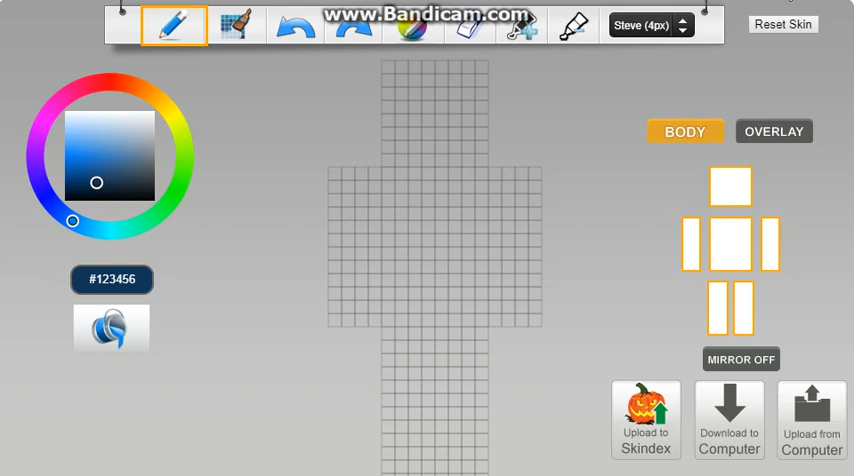 www.Bandicam.com
Steve (4px)
Reset Skin
BODY
OVERLAY
#123456
MIRROR OFF
Upload to
Skindex
Download to
Computer
Upload from
Computer